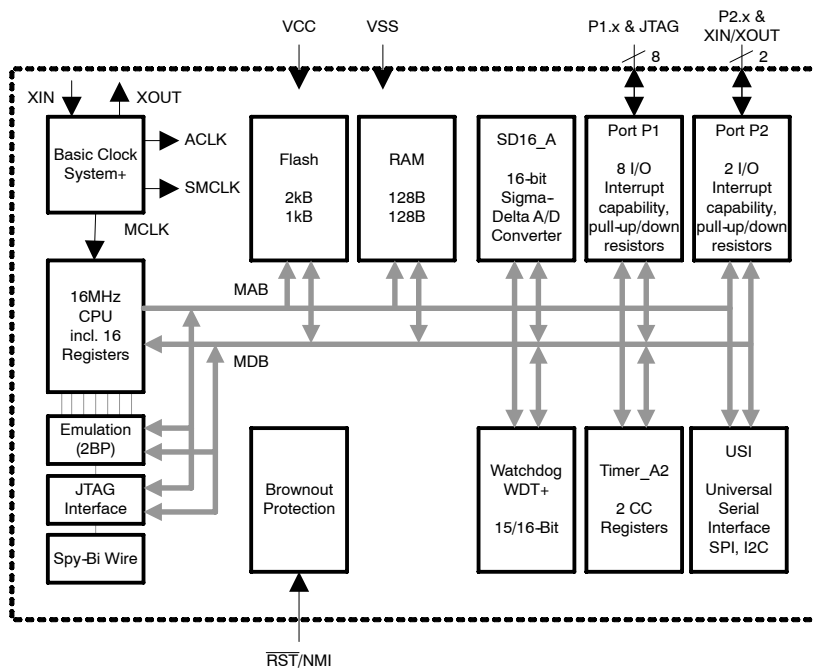 VCC
VSS
P1.x & JTAG
8
P2.x &
XIN/XOUT
2
XIN
XOUT
Basic Clock
System+
ACLK
SMCLK
MCLK
Flash
2kB
1kB
RAM
128B
128B
SD16_A
16-bit
Sigma-
Delta A/D
Converter
Port P1
8 I/O
Interrupt
capability,
pull-up/down
resistors
Port P2
2 I/O
Interrupt
capability,
pull-up/down
resistors
16MHz
CPU
incl. 16
Registers
MAB
MDB
Emulation
(2BP)
JTAG
Interface
Spy-Bi Wire
Brownout
Protection
Watchdog
WDT+
15/16-Bit
Timer_A2
2 CC
Registers
USI
Universal
Serial
Interface
SPI, I2C
RST/NMI